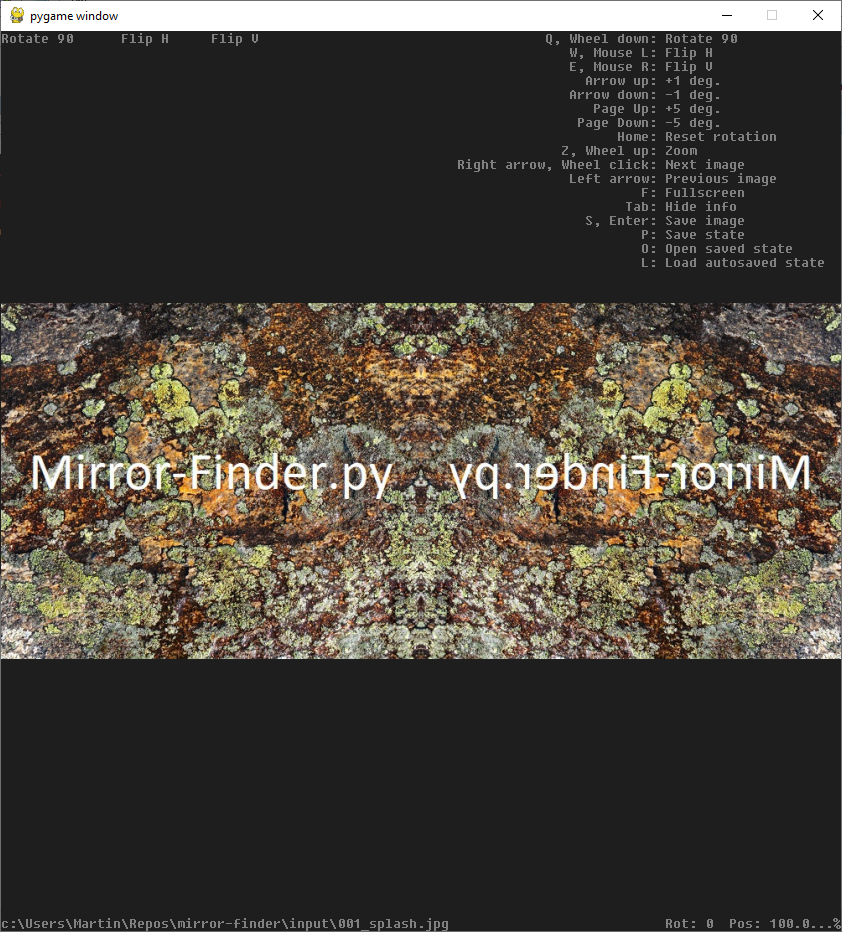 pygame window
Rotate 90 Flip H Flip V
Q, Wheel down: Rotate 90
W, Mouse L: Flip H
E, Mouse R: Flip V
Arrow up: +1 deg.
Arrow down: -1 deg.
Page Up: +5 deg.
Page Down: -5 deg.
Home: Reset rotation
Z, Wheel up: Zoom
Right arrow, Wheel click: Next image
Left arrow: Previous image
F: Fullscreen
Tab: Hide info
S, Enter: Save image
P: Save state
O: Open saved state
L: Load autosaved state
Mirror-Finder.py Mirror-Finder.py
c:\Users\Martin\Repos\mirror-finder\input\001_splash.jpg Rot: 0 Pos: 100.0...%